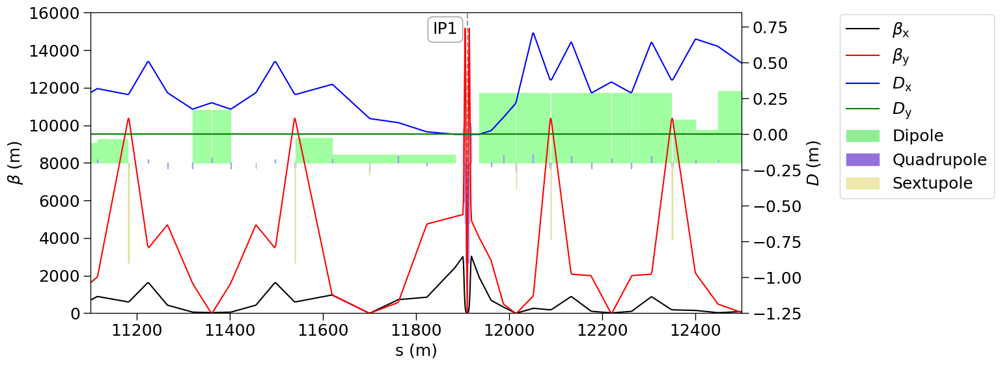 16000
14000
12000
10000
8000
6000
4000
2000
0
β (m)
11200
11400
11600
11800
12000
12200
12400
s (m)
IP1
0.75
0.50
0.25
0.00
−0.25
−0.50
−0.75
−1.00
−1.25
D (m)
βx
βy
Dx
Dy
Dipole
Quadrupole
Sextupole